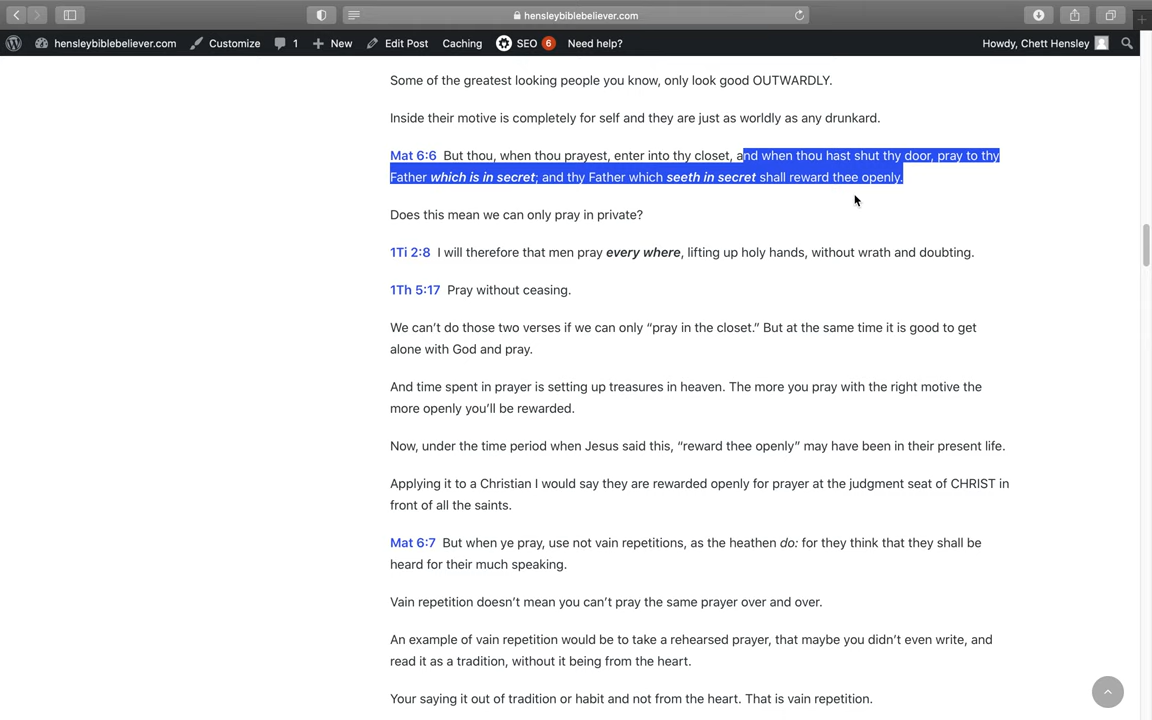 hensleybiblebeliever.com
hensleybiblebeliever.com Customize 1 New Edit Post Caching SEO 6 Need help? Howdy, Chett Hensley
Some of the greatest looking people you know, only look good OUTWARDLY.
Inside their motive is completely for self and they are just as worldly as any drunkard.
Mat 6:6 But thou, when thou prayest, enter into thy closet, and when thou hast shut thy door, pray to thy
Father which is in secret; and thy Father which seeth in secret shall reward thee openly.
Does this mean we can only pray in private?
1Ti 2:8 I will therefore that men pray every where, lifting up holy hands, without wrath and doubting.
1Th 5:17 Pray without ceasing.
We can’t do those two verses if we can only “pray in the closet.” But at the same time it is good to get
alone with God and pray.
And time spent in prayer is setting up treasures in heaven. The more you pray with the right motive the
more openly you’ll be rewarded.
Now, under the time period when Jesus said this, “reward thee openly” may have been in their present life.
Applying it to a Christian I would say they are rewarded openly for prayer at the judgment seat of CHRIST in
front of all the saints.
Mat 6:7 But when ye pray, use not vain repetitions, as the heathen do: for they think that they shall be
heard for their much speaking.
Vain repetition doesn’t mean you can’t pray the same prayer over and over.
An example of vain repetition would be to take a rehearsed prayer, that maybe you didn’t even write, and
read it as a tradition, without it being from the heart.
Your saying it out of tradition or habit and not from the heart. That is vain repetition.